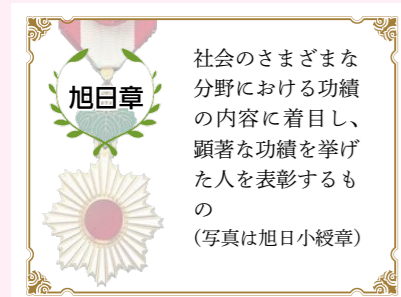 旭日章
社会のさまざまな
分野における功績
の内容に着目し、
顕著な功績を挙げ
た人を表彰するも
の
(写真は旭日小綬章)